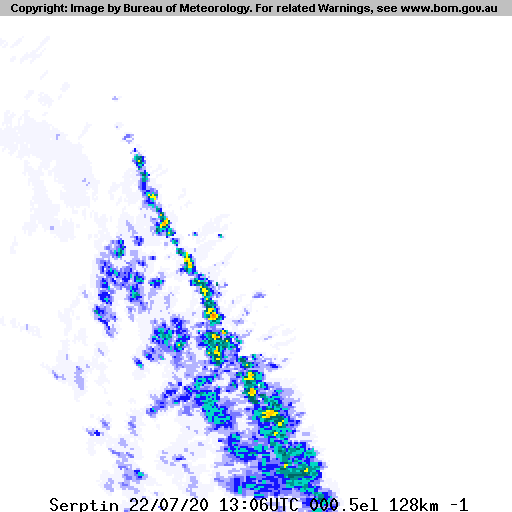 Copyright: Image by Bureau of Meteorology. For related Warnings, see www.bom.gov.au
Serptin 22/07/20 13:06UTC 000.5el 128km -1